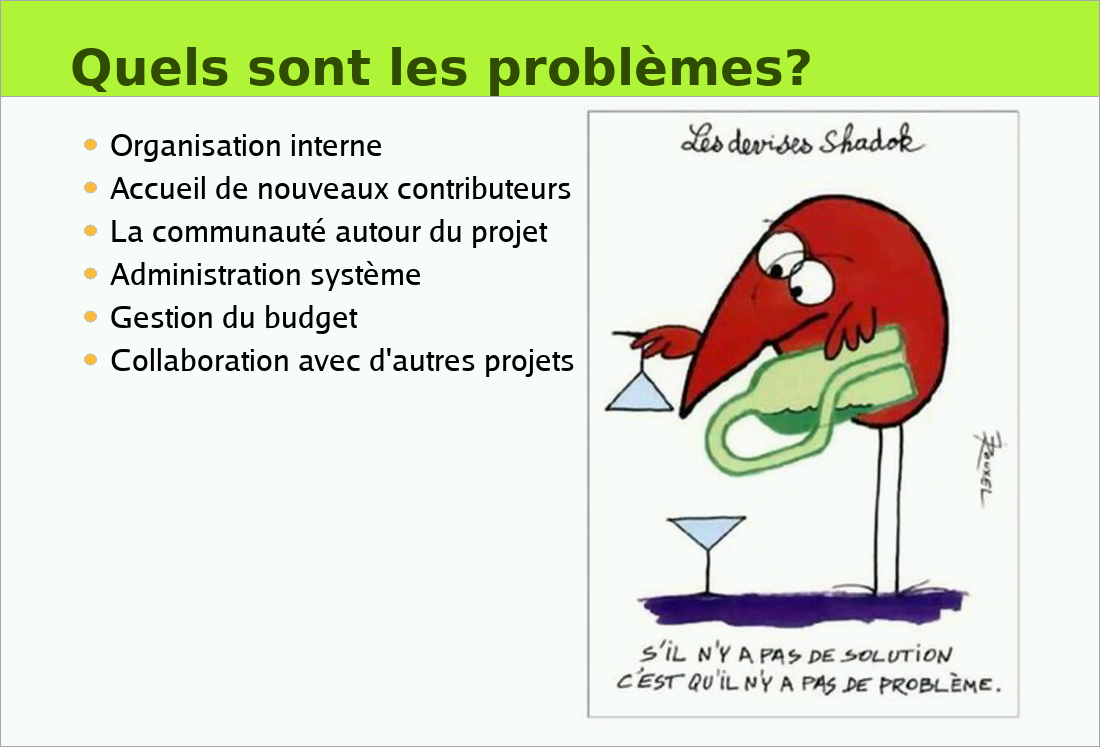 Quels sont les problèmes?
Organisation interne
Accueil de nouveaux contributeurs
La communauté autour du projet
Administration système
Gestion du budget
Collaboration avec d'autres projets
Les devises Shadok
ROUXEL
S'IL N'Y A PAS DE SOLUTION
C'EST QU'IL N'Y A PAS DE PROBLÈME.